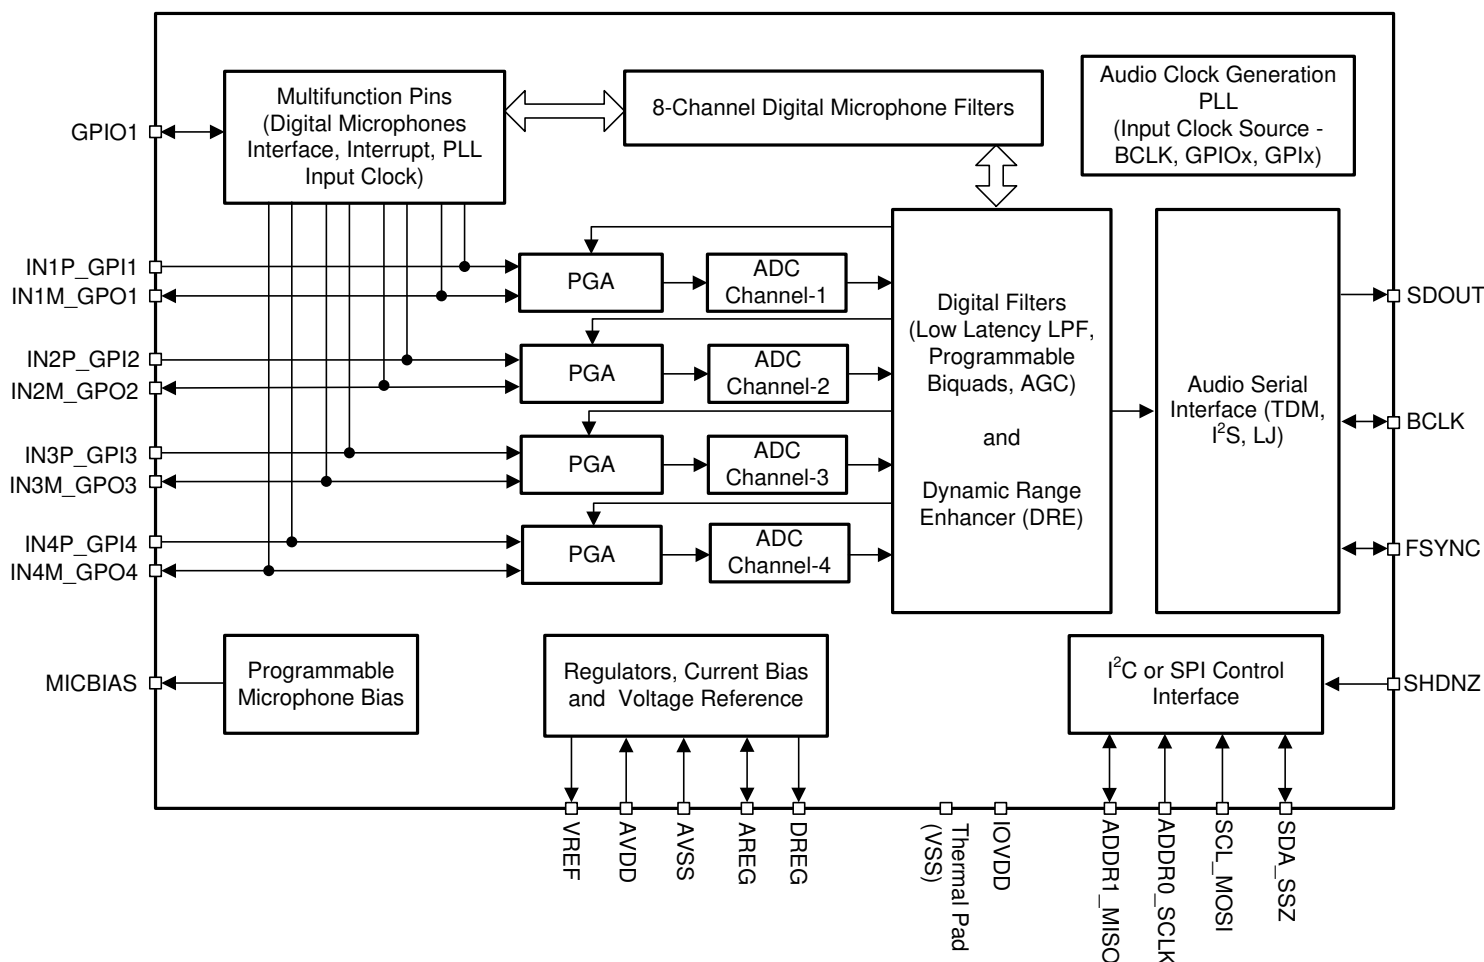 Multifunction Pins
(Digital Microphones
Interface, Interrupt, PLL
Input Clock)
8-Channel Digital Microphone Filters
Audio Clock Generation
PLL
(Input Clock Source -
BCLK, GPIOx, GPIx)
GPIO1
IN1P_GPI1
IN1M_GPO1
IN2P_GPI2
IN2M_GPO2
IN3P_GPI3
IN3M_GPO3
IN4P_GPI4
IN4M_GPO4
MICBIAS
PGA
ADC
Channel-1
PGA
ADC
Channel-2
PGA
ADC
Channel-3
PGA
ADC
Channel-4
Digital Filters
(Low Latency LPF,
Programmable
Biquads, AGC)
and
Dynamic Range
Enhancer (DRE)
Audio Serial
Interface (TDM,
I²S, LJ)
SDOUT
BCLK
FSYNC
SHDNZ
Programmable
Microphone Bias
Regulators, Current Bias
and Voltage Reference
I²C or SPI Control
Interface
VREF
AVDD
AVSS
AREG
DREG
Thermal Pad
(VSS)
IOVDD
ADDR1_MISO
ADDR0_SCLK
SCL_MOSI
SDA_SSZ